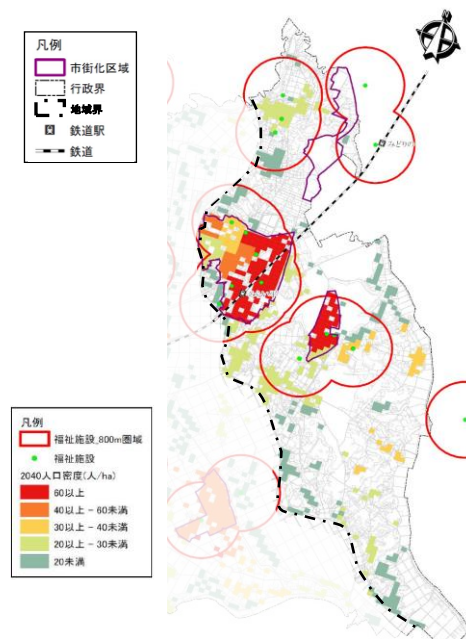 凡例
市街化区域
行政界
地域界
鉄道駅
鉄道
凡例
福祉施設_800m圏域
福祉施設
2040人口密度(人/ha)
60以上
40以上-60未満
30以上-40未満
20以上-30未満
20未満